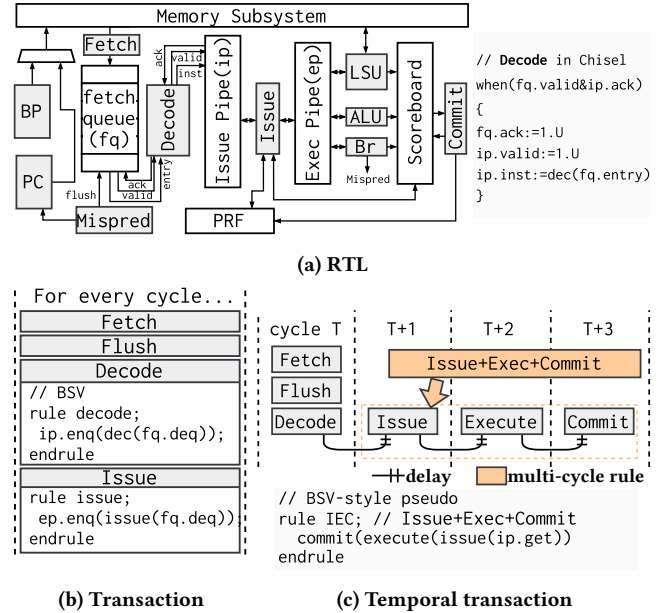 Memory Subsystem
Fetch
BP
PC
fetch
queue
(fq)
flush
Mispred
ack
valid
entry
Decode
ack
valid
inst
Issue Pipe(ip)
Issue
PRF
Exec Pipe(ep)
LSU
ALU
Br
Mispred
Scoreboard
Commit
// Decode in Chisel
when(fq.valid&ip.ack)
{
fq.ack:=1.U
ip.valid:=1.U
ip.inst:=dec(fq.entry)
}
(a) RTL
For every cycle...
Fetch
Flush
Decode
// BSV
rule decode;
ip.enq(dec(fq.deq));
endrule
Issue
rule issue;
ep.enq(issue(fq.deq));
endrule
(b) Transaction
cycle T
T+1
T+2
T+3
Fetch
Flush
Decode
Issue+Exec+Commit
Issue
Execute
Commit
delay
multi-cycle rule
// BSV-style pseudo
rule IEC; // Issue+Exec+Commit
commit(execute(issue(ip.get))
endrule
(c) Temporal transaction